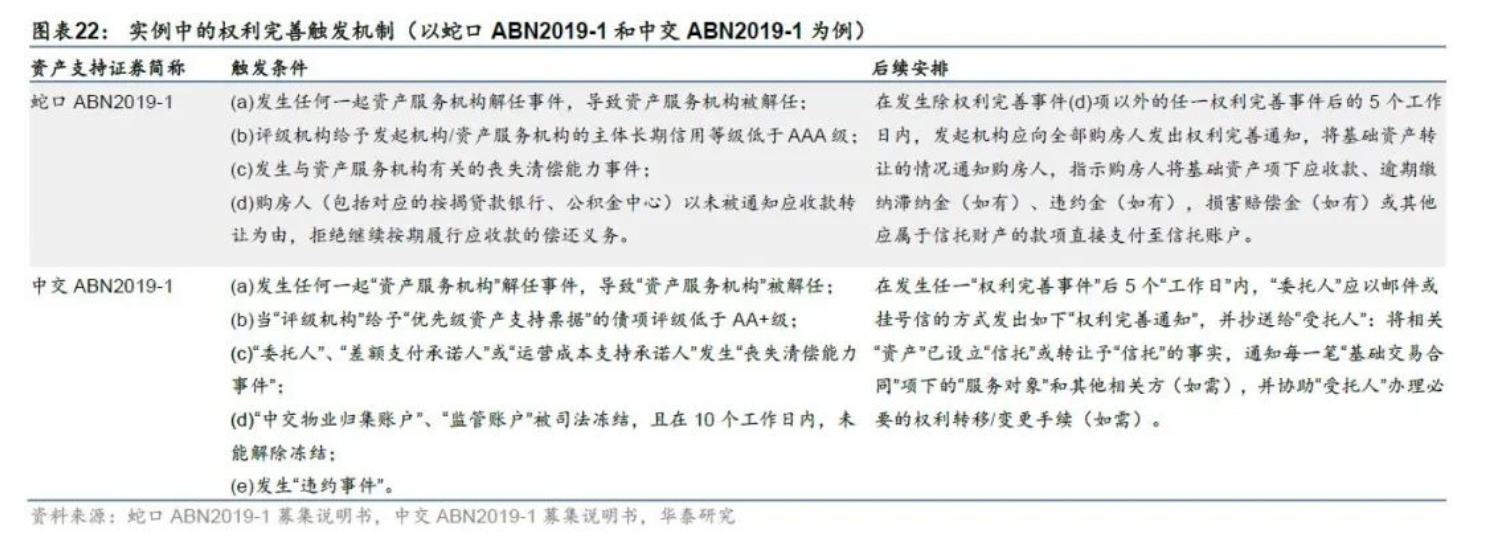 图表22： 实例中的权利完善触发机制（以蛇口 ABN2019-1 和中交 ABN2019-1 为例）
资产支持证券简称 触发条件 后续安排
蛇口 ABN2019-1
(a)发生任何一起资产服务机构解任事件，导致资产服务机构被解任；
(b)评级机构给予发起机构/资产服务机构的主体长期信用等级低于 AAA 级；
(c)发生与资产服务机构有关的丧失清偿能力事件；
(d)购房人（包括对应的按揭贷款银行、公积金中心）以未被通知应收款转
让为由，拒绝继续按期履行应收款的偿还义务。
在发生除权利完善事件(d)项以外的任一权利完善事件后的 5 个工作
日内，发起机构应向全部购房人发出权利完善通知，将基础资产转
让的情况通知购房人，指示购房人将基础资产项下应收款、逾期缴
纳滞纳金（如有）、违约金（如有），损害赔偿金（如有）或其他
应属于信托财产的款项直接支付至信托账户。
中交 ABN2019-1
(a)发生任何一起“资产服务机构”解任事件，导致“资产服务机构”被解任；
(b)当“评级机构”给予“优先级资产支持票据”的债项评级低于 AA+级；
(c)“委托人”、“差额支付承诺人”或“运营成本支持承诺人”发生“丧失清偿能力
事件”；
(d)“中交物业归集账户”、“监管账户”被司法冻结，且在 10 个工作日内，未
能解除冻结；
(e)发生“违约事件”。
在发生任一“权利完善事件”后 5 个“工作日”内，“委托人”应以邮件或
挂号信的方式发出如下“权利完善通知”，并抄送给“受托人”：将相关
“资产”已设立“信托”或转让予“信托”的事实，通知每一笔“基础交易合
同”项下的“服务对象”和其他相关方（如需），并协助“受托人”办理必
要的权利转移/变更手续（如需）。
资料来源：蛇口 ABN2019-1 募集说明书，中交 ABN2019-1 募集说明书，华泰研究